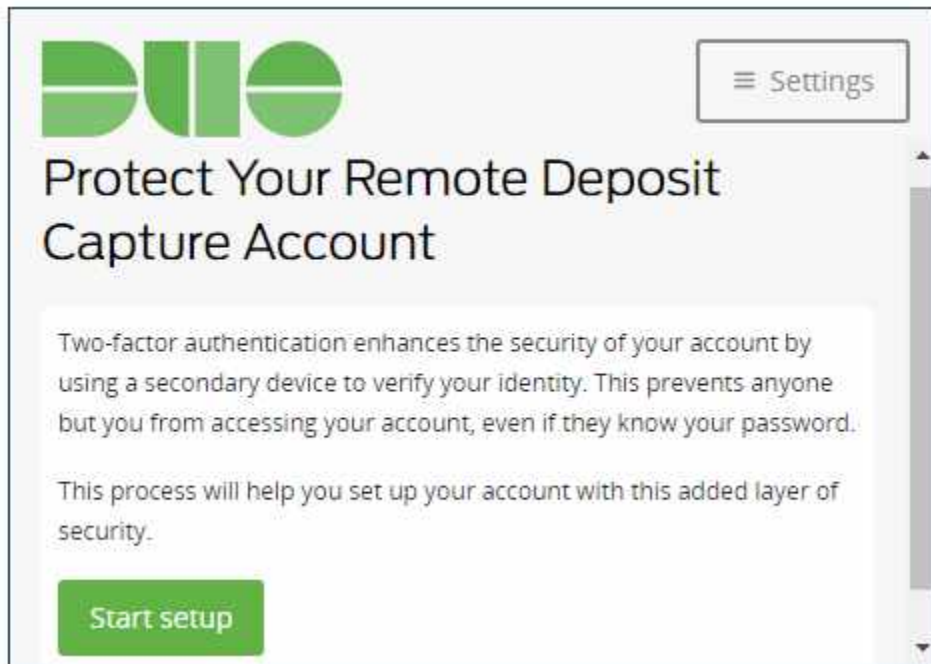 DUO
≡ Settings
Protect Your Remote Deposit
Capture Account
Two-factor authentication enhances the security of your account by
using a secondary device to verify your identity. This prevents anyone
but you from accessing your account, even if they know your password.
This process will help you set up your account with this added layer of
security.
Start setup